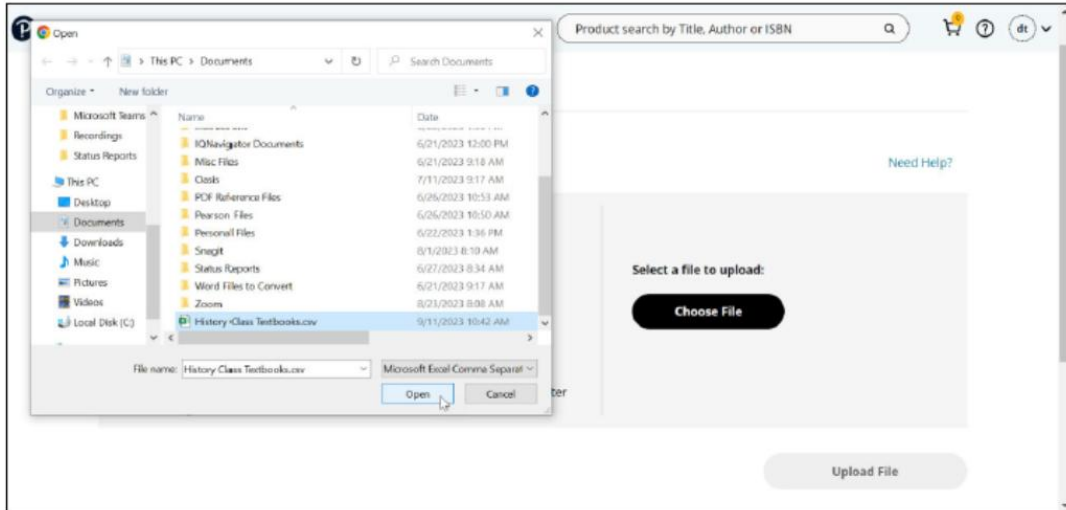 Open
Product search by Title, Author or ISBN
0
dt
This PC > Documents
Search Documents
Organize
New folder
Name
Date
Microsoft Teams
Recordings
IQNavigator Documents
6/21/2023 12:00 PM
Status Reports
Misc Files
6/21/2023 9:18 AM
Need Help?
This PC
Oasis
7/11/2023 9:17 AM
Desktop
PDF Reference Files
6/26/2023 10:53 AM
Documents
Pearson Files
6/26/2023 10:50 AM
Downloads
Personal Files
6/22/2023 1:36 PM
Music
Snagit
8/1/2023 8:10 AM
Pictures
Status Reports
6/27/2023 8:34 AM
Select a file to upload:
Videos
Word Files to Convert
6/21/2023 9:17 AM
Local Disk (C:)
Zoom
8/23/2023 8:08 AM
Choose File
History Class Textbooks.csv
9/11/2023 10:42 AM
File name:
History Class Textbooks.csv
Microsoft Excel Comma Separat
Open
Cancel
ter
Upload File